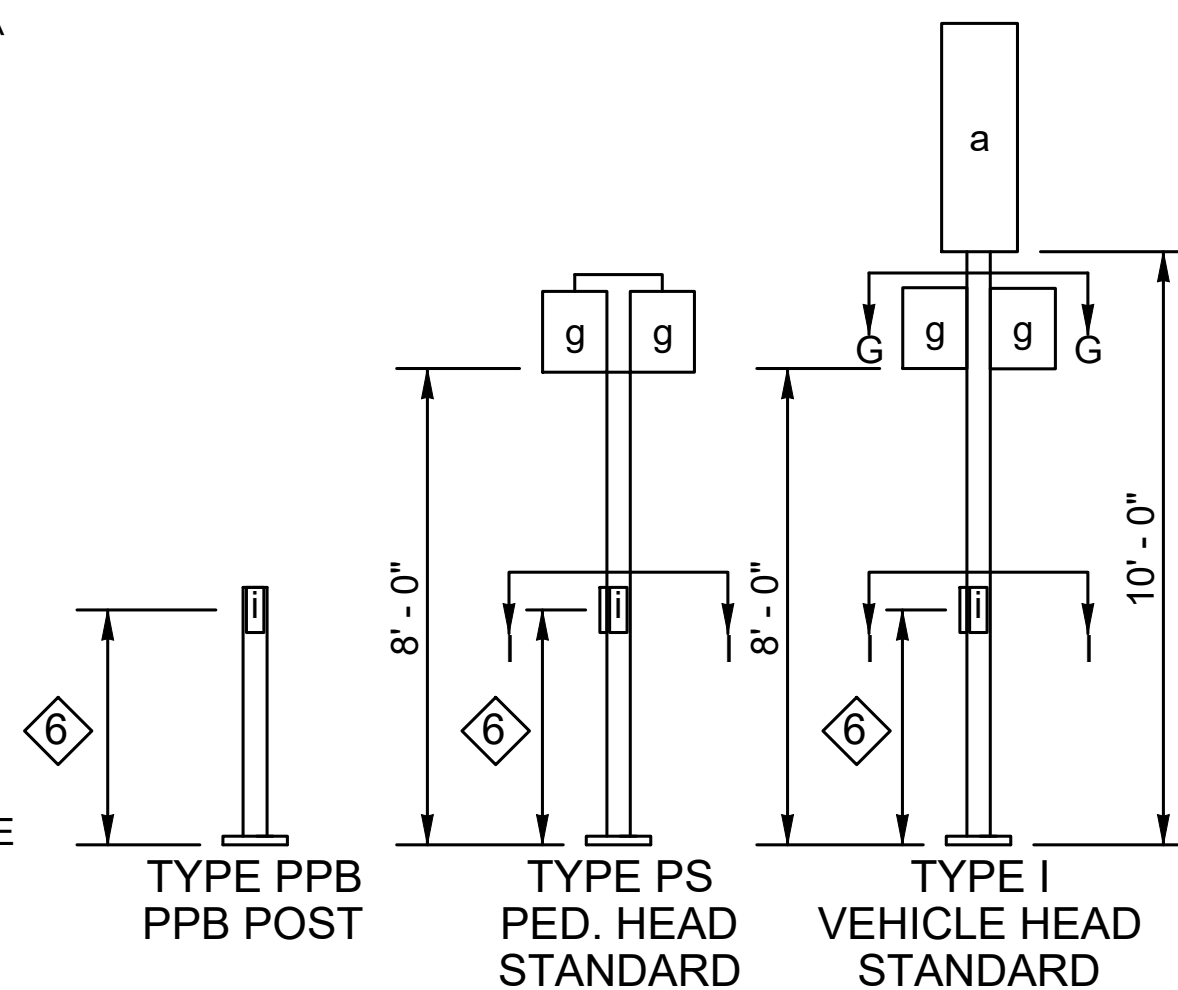 A
a
g g
G g g G
8' - 0"
8' - 0"
10' - 0"
i
i
i
I I
I I
6
6
6
E
TYPE PPB
PPB POST
TYPE PS
PED. HEAD
STANDARD
TYPE I
VEHICLE HEAD
STANDARD